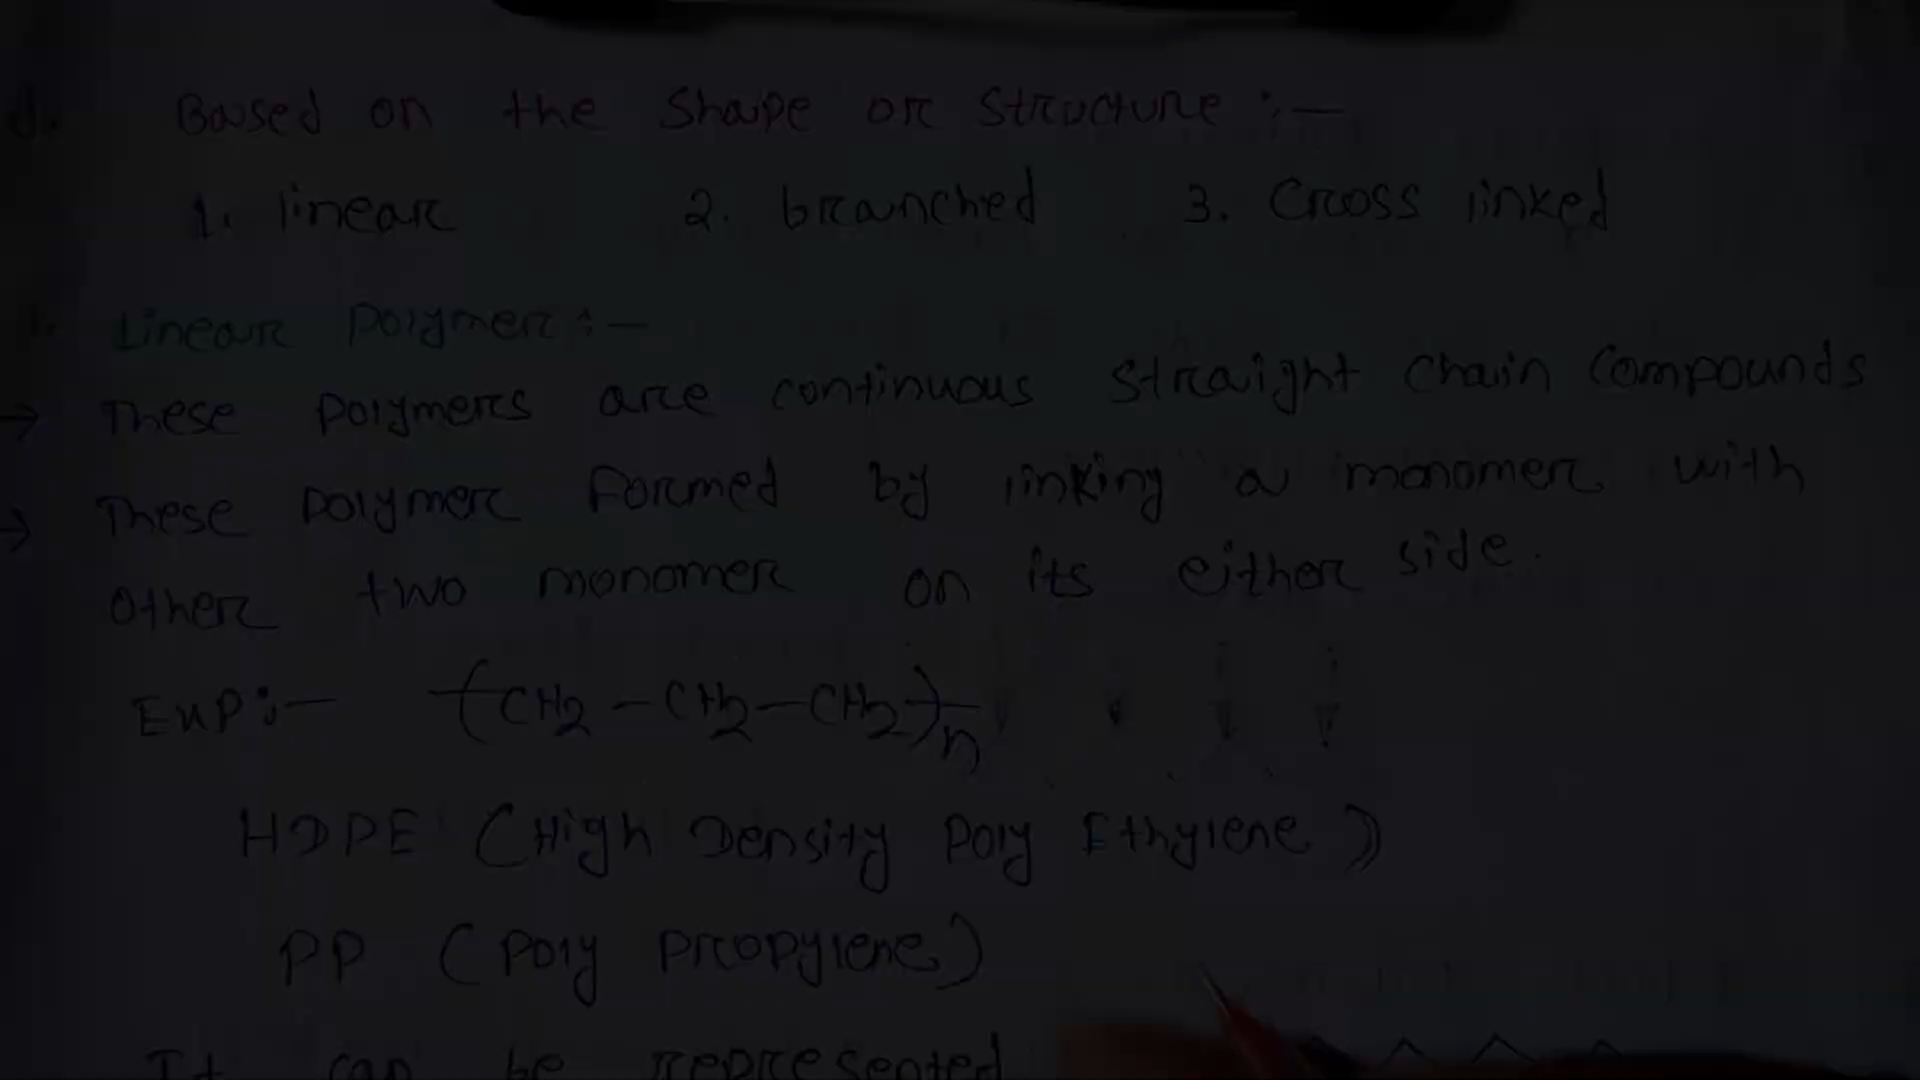 d. Based on the Shape or Structure :-
1. linear 2. branched 3. Cross linked
1. Linear Polymer :-
→ These polymers are continuous straight chain compounds
→ These polymer formed by linking a monomer with
other two monomer on its either side.
Exp :- (CH2 - CH2 - CH2)n
HDPE (High Density Poly Ethylene)
PP (Poly Propylene)
It can be represented